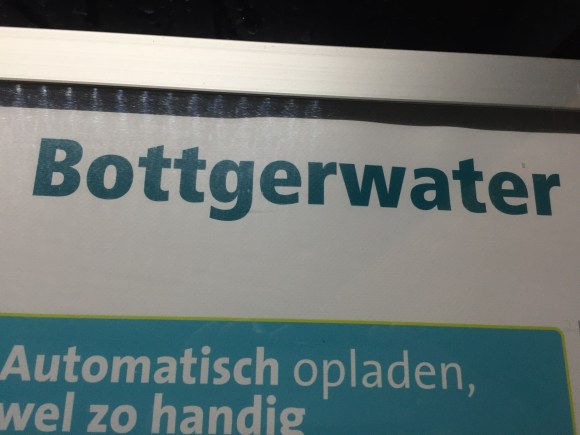 Bottgerwater
Automatisch opladen,
wel zo handig